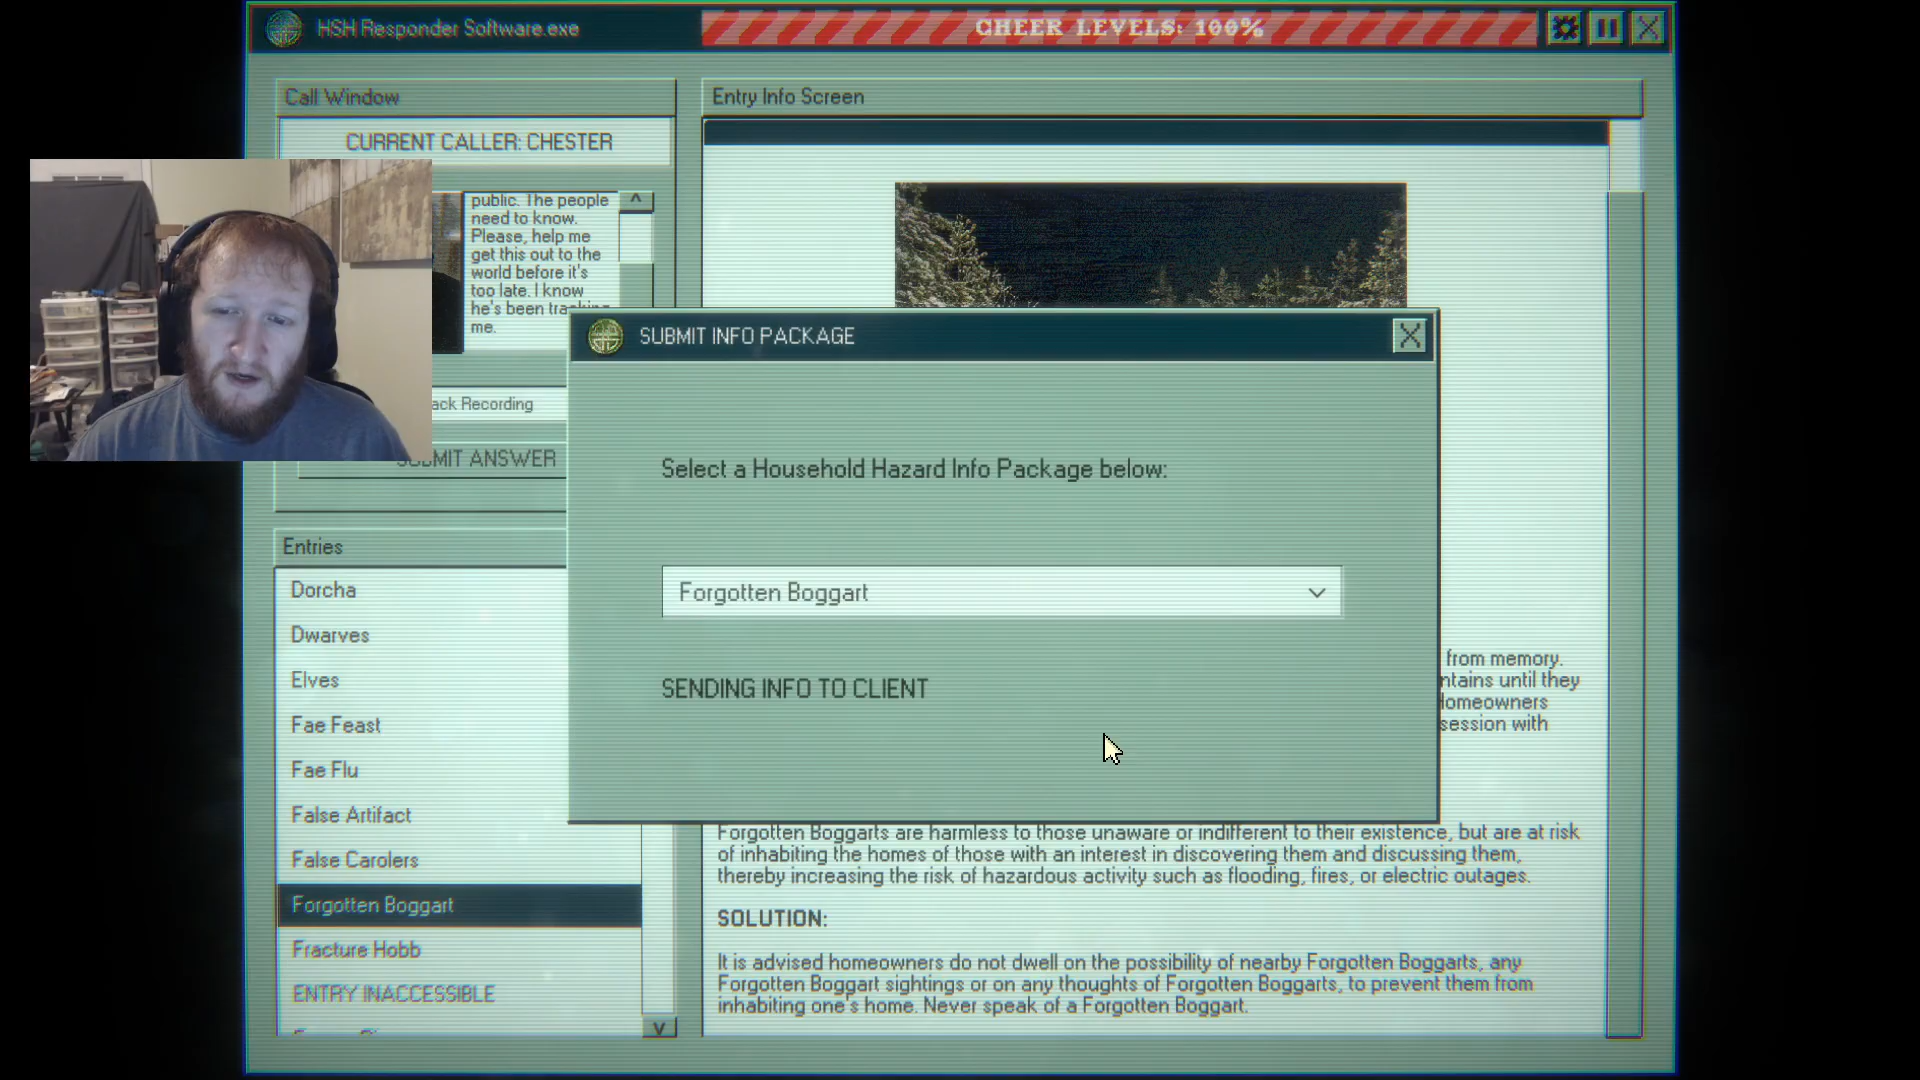 HSH Responder Software.exe
CHEER LEVELS: 100%
Call Window
CURRENT CALLER: CHESTER
public. The people
need to know.
Please, help me
get this out to the
world before it's
too late. I know
he's been
me.
Recording
SUBMIT ANSWER
Entries
Dorcha
Dwarves
Elves
Fae Feast
Fae Flu
False Artifact
False Carolers
Forgotten Boggart
Fracture Hobb
ENTRY INACCESSIBLE
Entry Info Screen
SUBMIT INFO PACKAGE
Select a Household Hazard Info Package below:
Forgotten Boggart
SENDING INFO TO CLIENT
from memory.
until they
session with
Forgotten Boggarts are harmless to those unaware or indifferent to their existence, but are at risk
of inhabiting the homes of those with an interest in discovering them and discussing them,
thereby increasing the risk of hazardous activity such as flooding, fires, or electric outages.
SOLUTION:
It is advised homeowners do not dwell on the possibility of nearby Forgotten Boggarts, any
Forgotten Boggart sightings or on any thoughts of Forgotten Boggarts, to prevent them from
inhabiting one's home. Never speak of a Forgotten Boggart.